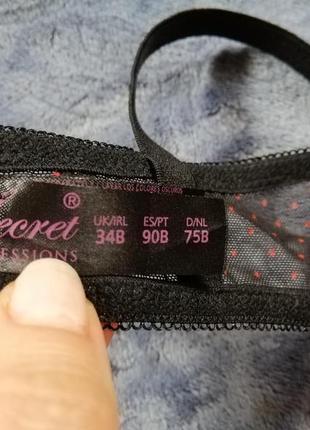 LAVAR LOS COLORES OSCUROS
®
ecret
ESSIONS
UK/IRL ES/PT D/NL
34B 90B 75B